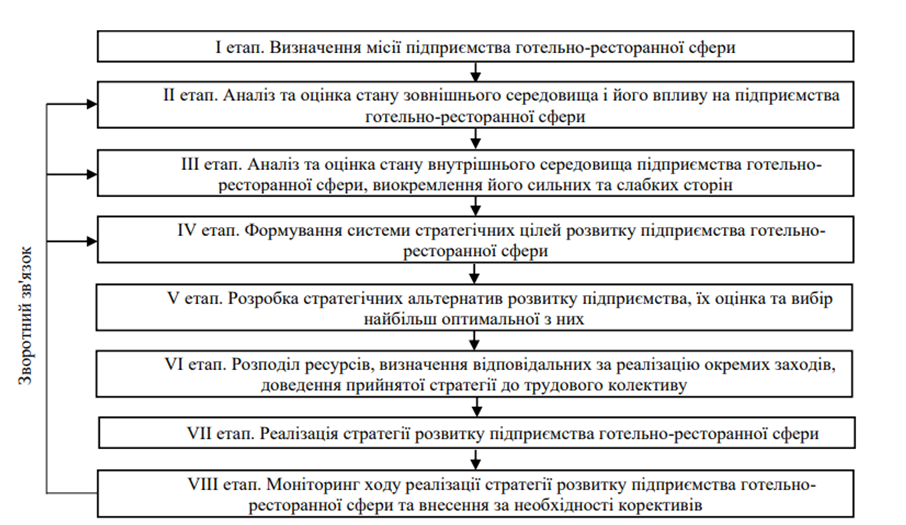 І етап. Визначення місії підприємства готельно-ресторанної сфери
ІІ етап. Аналіз та оцінка стану зовнішнього середовища і його впливу на підприємства
готельно-ресторанної сфери
ІІІ етап. Аналіз та оцінка стану внутрішнього середовища підприємства готельно-
ресторанної сфери, виокремлення його сильних та слабких сторін
IV етап. Формування системи стратегічних цілей розвитку підприємства готельно-
ресторанної сфери
V етап. Розробка стратегічних альтернатив розвитку підприємства, їх оцінка та вибір
найбільш оптимальної з них
VI етап. Розподіл ресурсів, визначення відповідальних за реалізацію окремих заходів,
доведення прийнятої стратегії до трудового колективу
VII етап. Реалізація стратегії розвитку підприємства готельно-ресторанної сфери
VIII етап. Моніторинг ходу реалізації стратегії розвитку підприємства готельно-
ресторанної сфери та внесення за необхідності корективів
Зворотний зв'язок